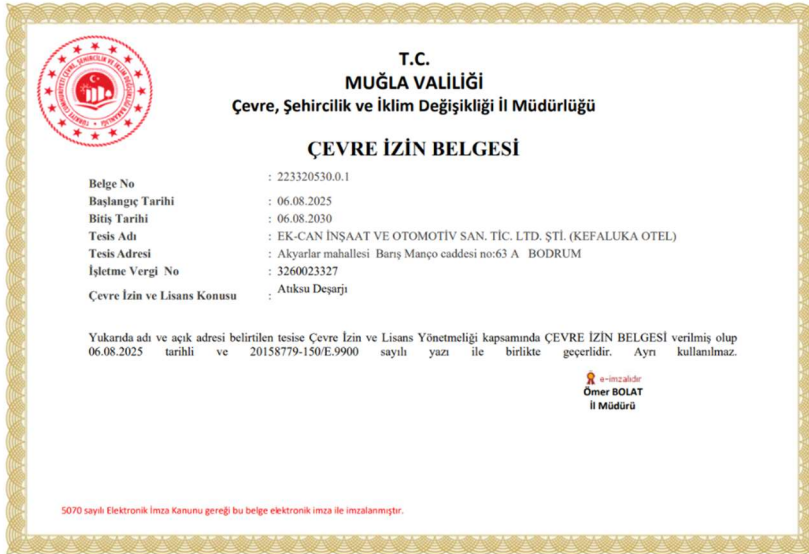 T.C.
MUĞLA VALİLİĞİ
Çevre, Şehircilik ve İklim Değişikliği İl Müdürlüğü
ÇEVRE İZİN BELGESİ
Belge No : 223320530.0.1
Başlangıç Tarihi : 06.08.2025
Bitiş Tarihi : 06.08.2030
Tesis Adı : EK-CAN İNŞAAT VE OTOMOTİV SAN. TİC. LTD. ŞTİ. (KEFALUKA OTEL)
Tesis Adresi : Akyarlar mahallesi Barış Manço caddesi no:63 A BODRUM
İşletme Vergi No : 3260023327
Çevre İzin ve Lisans Konusu : Atıksu Deşarjı
Yukarıda adı ve açık adresi belirtilen tesise Çevre İzin ve Lisans Yönetmeliği kapsamında ÇEVRE İZİN BELGESİ verilmiş olup
06.08.2025 tarihli ve 20158779-150/E.9900 sayılı yazı ile birlikte geçerlidir. Ayrı kullanılmaz.
e-imzalıdır
Ömer BOLAT
İl Müdürü
5070 sayılı Elektronik İmza Kanunu gereği bu belge elektronik imza ile imzalanmıştır.